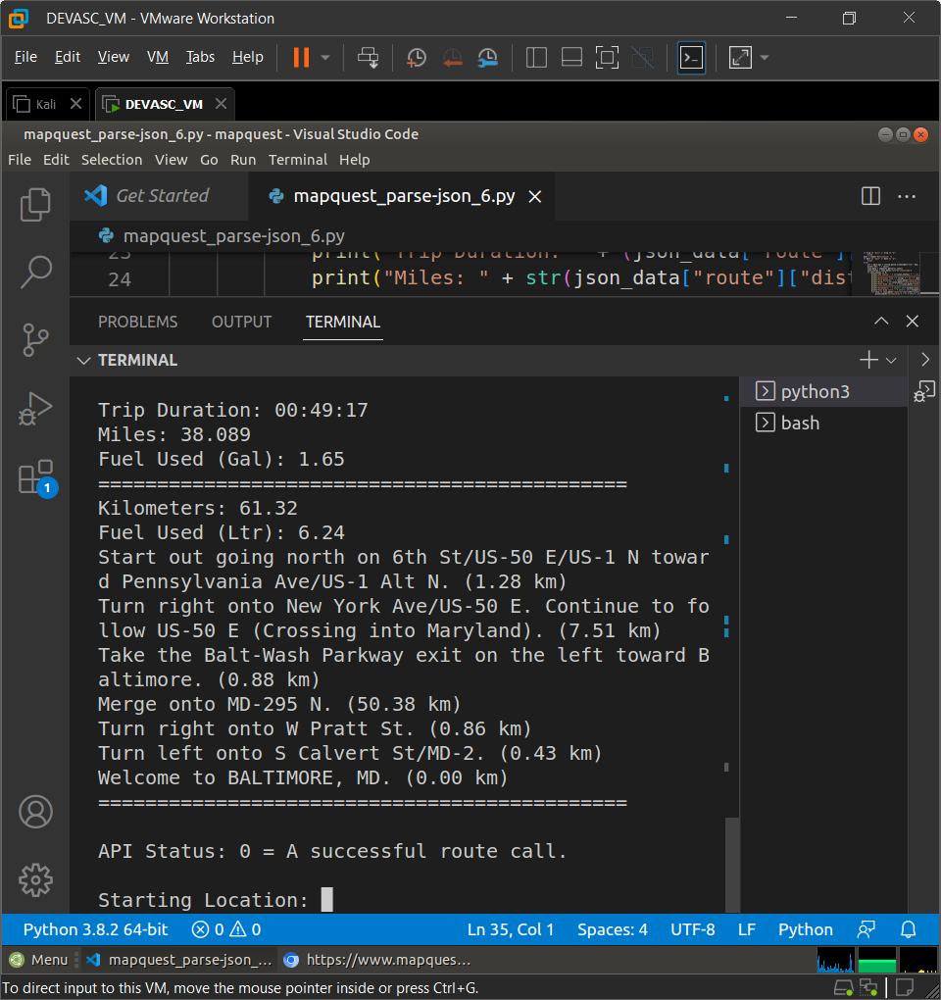 DEVASC_VM - VMware Workstation
File Edit View VM Tabs Help
Kali DEVASC_VM
mapquest_parse-json_6.py - mapquest - Visual Studio Code
File Edit Selection View Go Run Terminal Help
Get Started mapquest_parse-json_6.py
mapquest_parse-json_6.py
23 print("Trip Duration: " + (json_data["route"][
24 print("Miles: " + str(json_data["route"]["dist
PROBLEMS OUTPUT TERMINAL
TERMINAL
python3
bash
Trip Duration: 00:49:17
Miles: 38.089
Fuel Used (Gal): 1.65
=============================================
Kilometers: 61.32
Fuel Used (Ltr): 6.24
Start out going north on 6th St/US-50 E/US-1 N towar
d Pennsylvania Ave/US-1 Alt N. (1.28 km)
Turn right onto New York Ave/US-50 E. Continue to fo
llow US-50 E (Crossing into Maryland). (7.51 km)
Take the Balt-Wash Parkway exit on the left toward B
altimore. (0.88 km)
Merge onto MD-295 N. (50.38 km)
Turn right onto W Pratt St. (0.86 km)
Turn left onto S Calvert St/MD-2. (0.43 km)
Welcome to BALTIMORE, MD. (0.00 km)
=============================================
API Status: 0 = A successful route call.
Starting Location:
1
Python 3.8.2 64-bit 0 0 Ln 35, Col 1 Spaces: 4 UTF-8 LF Python
Menu mapquest_parse-json_... https://www.mapques...
To direct input to this VM, move the mouse pointer inside or press Ctrl+G.